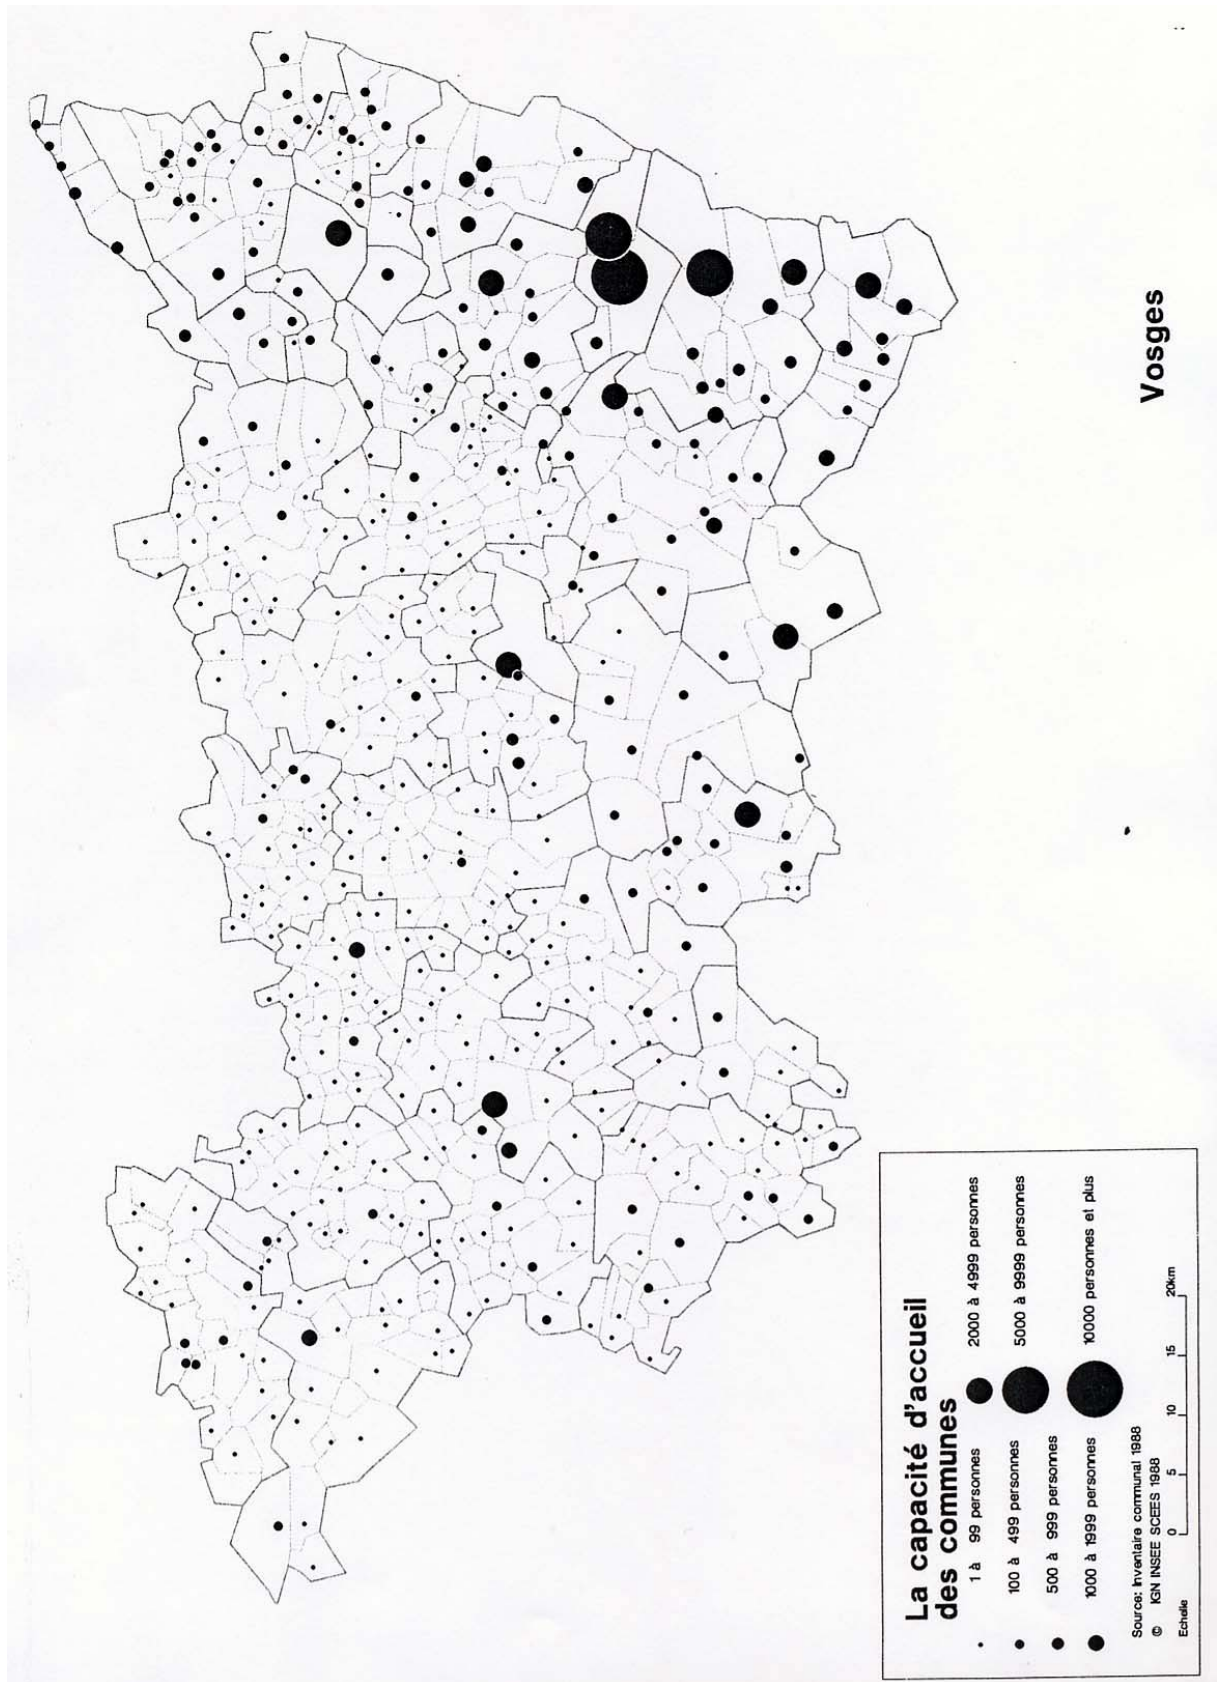 Vosges
La capacité d'accueil
des communes
1 à 99 personnes
100 à 499 personnes
500 à 999 personnes
1000 à 1999 personnes
2000 à 4999 personnes
5000 à 9999 personnes
10000 personnes et plus
Source: Inventaire communal 1988
© IGN INSEE SCEES 1988
Echelle 0 5 10 15 20km